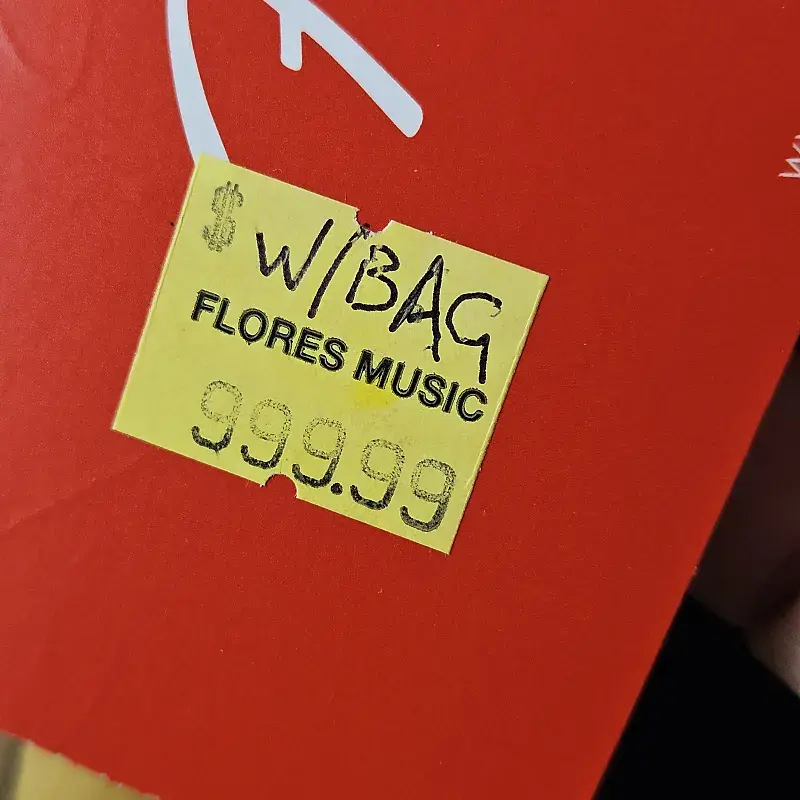 $ W/BAG
FLORES MUSIC
999.99